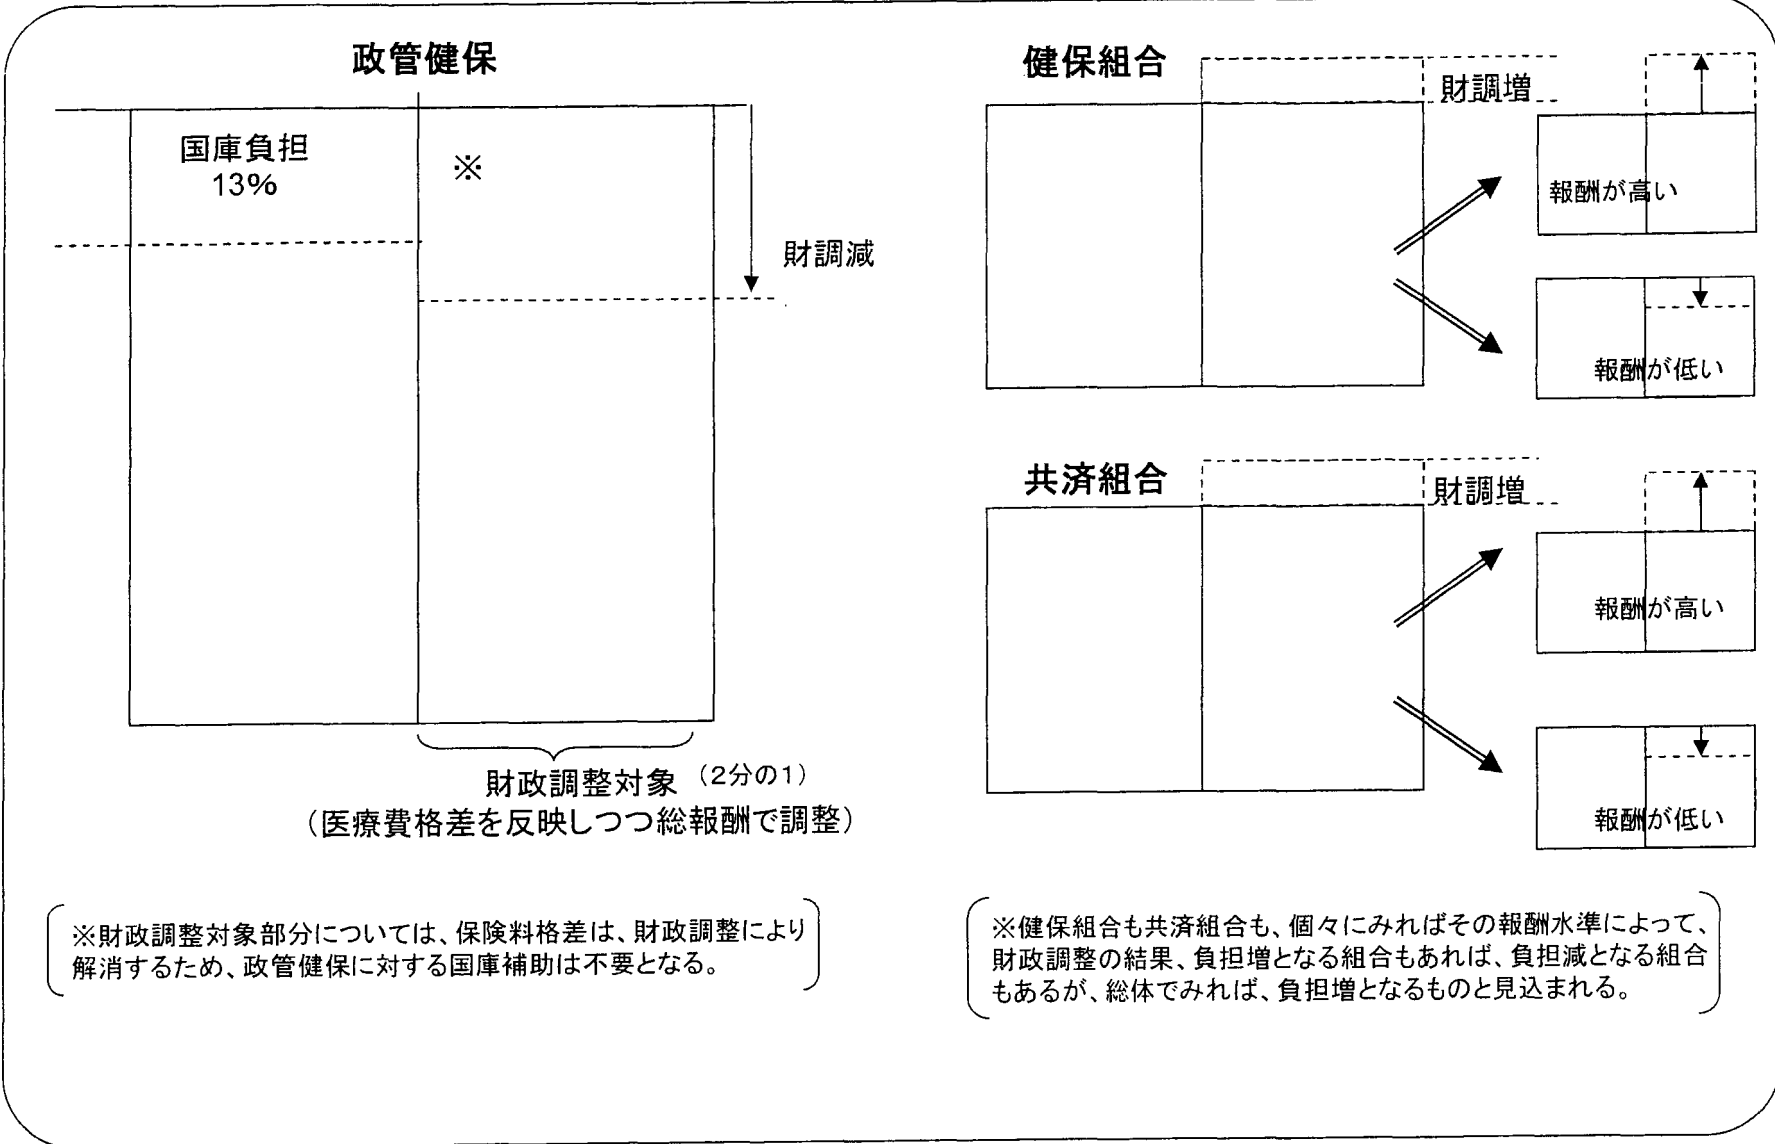 政管健保
国庫負担
13%
※
財調減
財政調整対象（2分の1）
（医療費格差を反映しつつ総報酬で調整）
※財政調整対象部分については、保険料格差は、財政調整により
解消するため、政管健保に対する国庫補助は不要となる。
健保組合
財調増
報酬が高い
報酬が低い
共済組合
財調増
報酬が高い
報酬が低い
※健保組合も共済組合も、個々にみればその報酬水準によって、
財政調整の結果、負担増となる組合もあれば、負担減となる組合
もあるが、総体でみれば、負担増となるものと見込まれる。